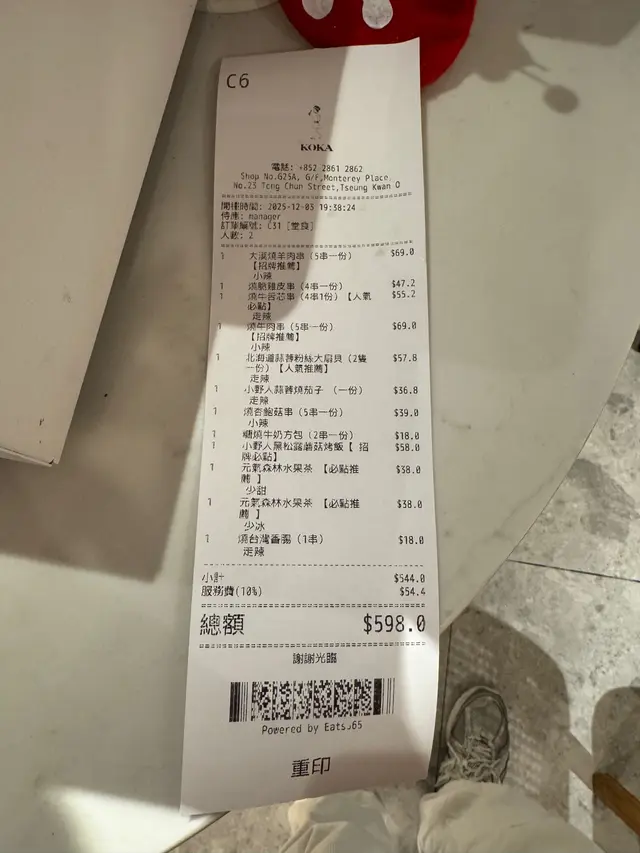 C6
KOKA
電話: +852 2861 2862
Shop No.G25A, G/F,Monterey Place,
No.23 Tong Chun Street,Tseung Kwan O
開檯時間: 2025-12-03 19:38:24
侍應: manager
訂單編號: C31 [堂食]
人數: 2
1 大漠燒羊肉串（5串一份） $69.0
【招牌推薦】
小辣
1 燒脆雞皮串（4串一份） $47.2
1 燒牛舌芯串（4串1份）【人氣 $55.2
必點】
走辣
1 燒牛肉串（5串一份） $69.0
【招牌推薦】
小辣
1 北海道蒜蓉粉絲大扇貝（2隻 $57.8
一份）【人氣推薦】
走辣
1 小野人蒜蓉燒茄子 （一份） $36.8
走辣
1 燒杏鮑菇串（5串一份） $39.0
小辣
1 糖燒牛奶方包（2串一份） $18.0
1 小野人黑松露蘑菇烤飯【 招 $58.0
牌必點】
1 元氣森林水果茶 【必點推 $38.0
薦 】
少甜
1 元氣森林水果茶 【必點推 $38.0
薦 】
少冰
1 燒台灣香腸（1串） $18.0
走辣
小計 $544.0
服務費(10%) $54.4
總額 $598.0
謝謝光臨
Powered by Eats365
重印